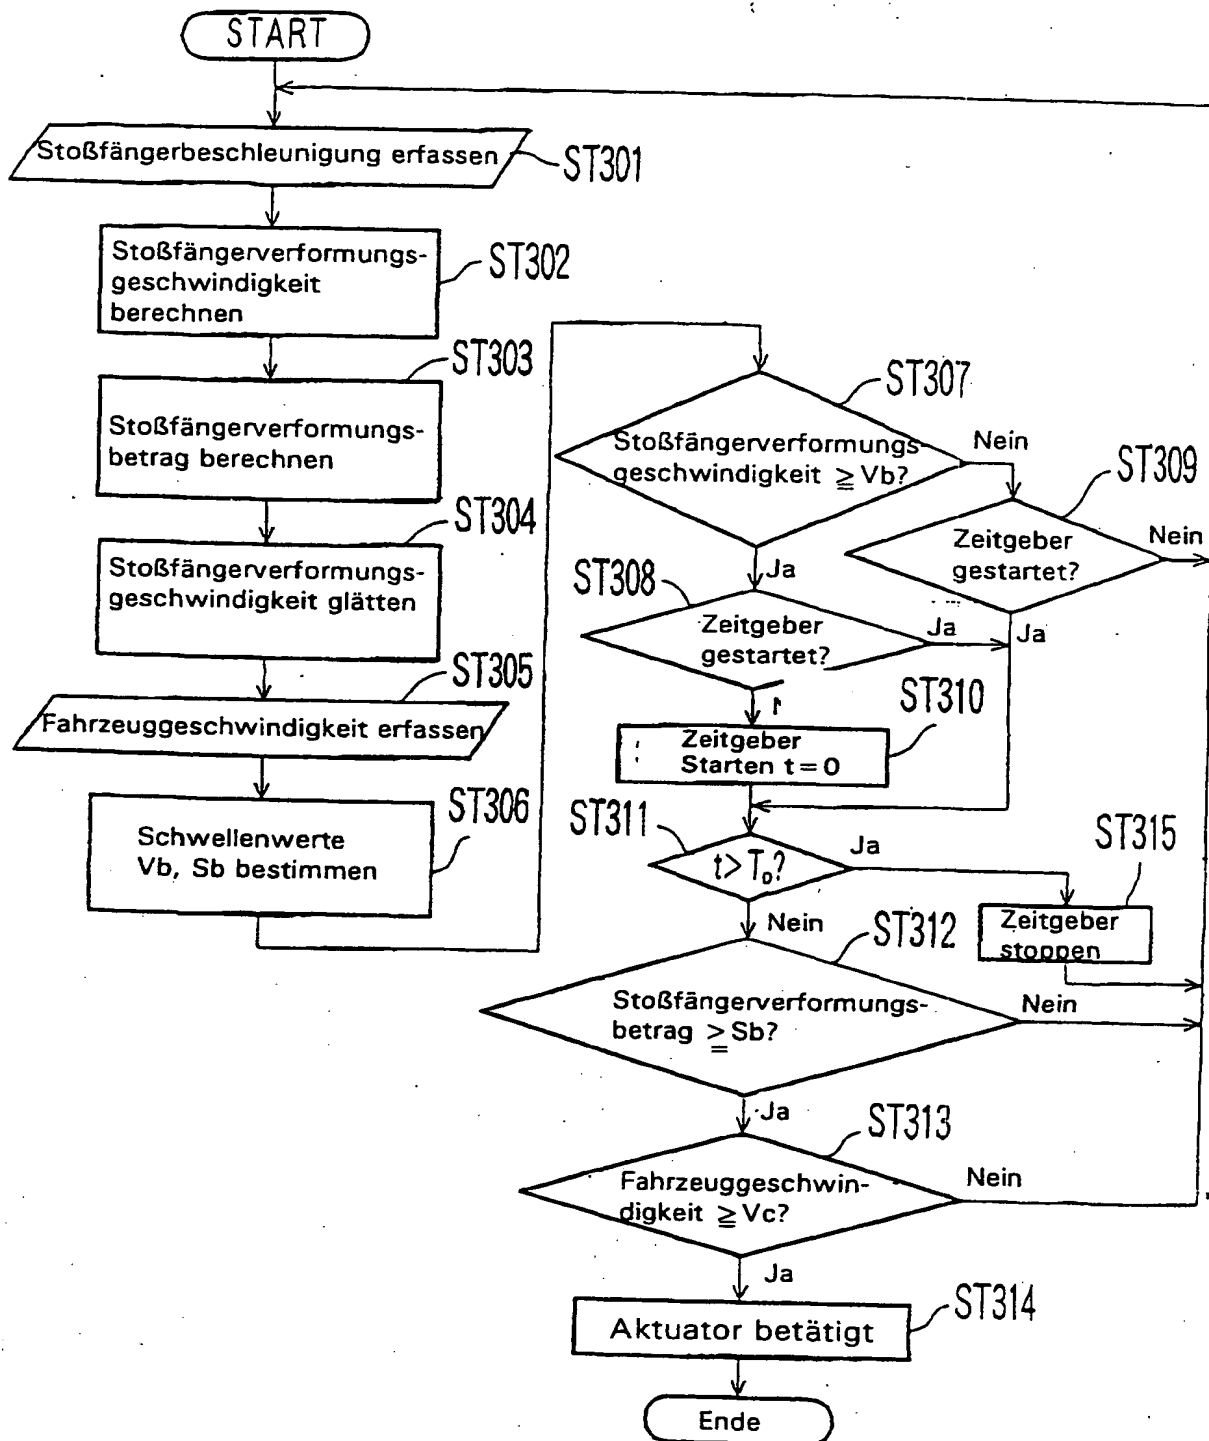 START
Stoßfängerbeschleunigung erfassen
ST301
Stoßfängerverformungs-
geschwindigkeit
berechnen
ST302
ST303
Stoßfängerverformungs-
betrag berechnen
ST304
Stoßfängerverformungs-
geschwindigkeit glätten
ST305
Fahrzeuggeschwindigkeit erfassen
ST306
Schwellenwerte
Vb, Sb bestimmen
ST307
Stoßfängerverformungs
geschwindigkeit ≧ Vb?
Nein
ST309
Zeitgeber
gestartet?
Nein
Ja
Ja
ST308
Zeitgeber
gestartet?
Ja
ST310
Zeitgeber
Starten t = 0
ST311
t > T₀?
Ja
ST315
Zeitgeber
stoppen
Nein
ST312
Stoßfängerverformungs-
betrag ≧ Sb?
Nein
Ja
ST313
Fahrzeuggeschwin-
digkeit ≧ Vc?
Nein
Ja
ST314
Aktuator betätigt
Ende